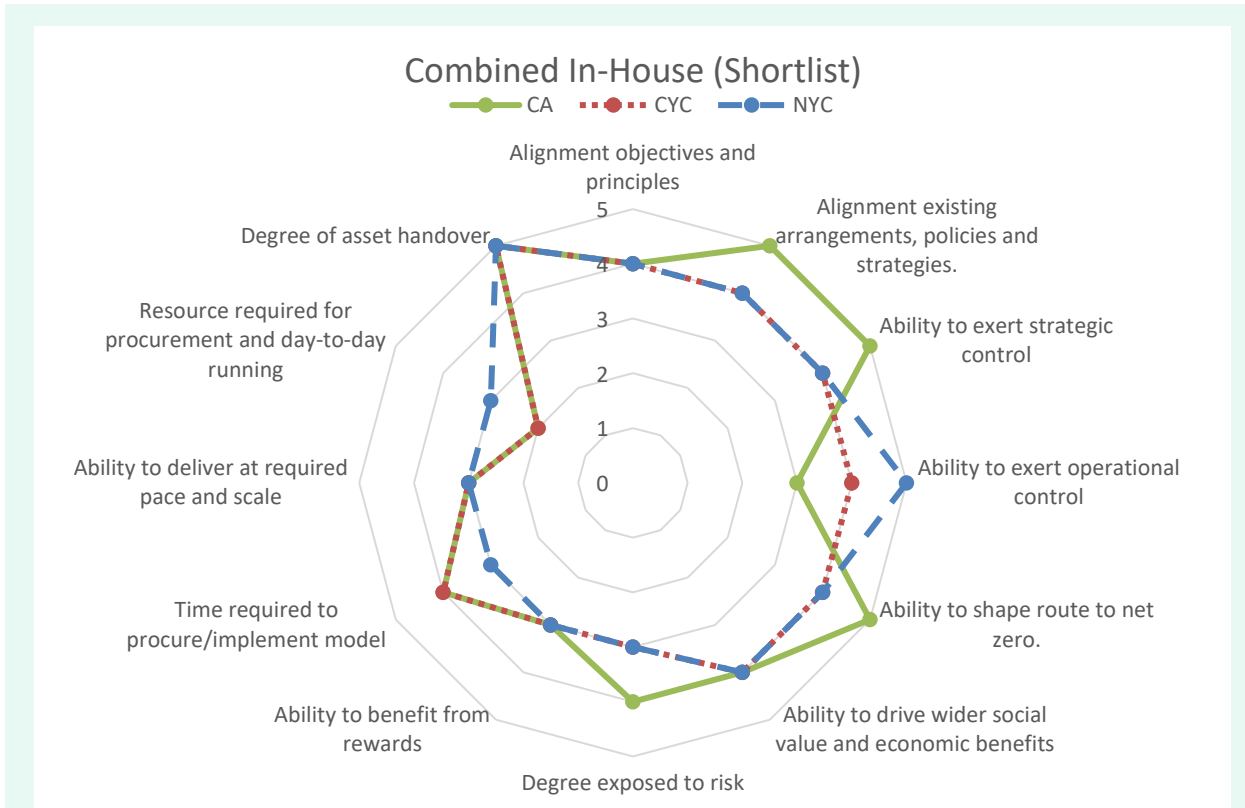 Combined In-House (Shortlist)
CA CYC NYC
Alignment objectives and
principles
Alignment existing
arrangements, policies and
strategies.
Ability to exert strategic
control
Ability to exert operational
control
Ability to shape route to net
zero.
Ability to drive wider social
value and economic benefits
Degree exposed to risk
Ability to benefit from
rewards
Time required to
procure/implement model
Ability to deliver at required
pace and scale
Resource required for
procurement and day-to-day
running
Degree of asset handover
5
4
3
2
1
0